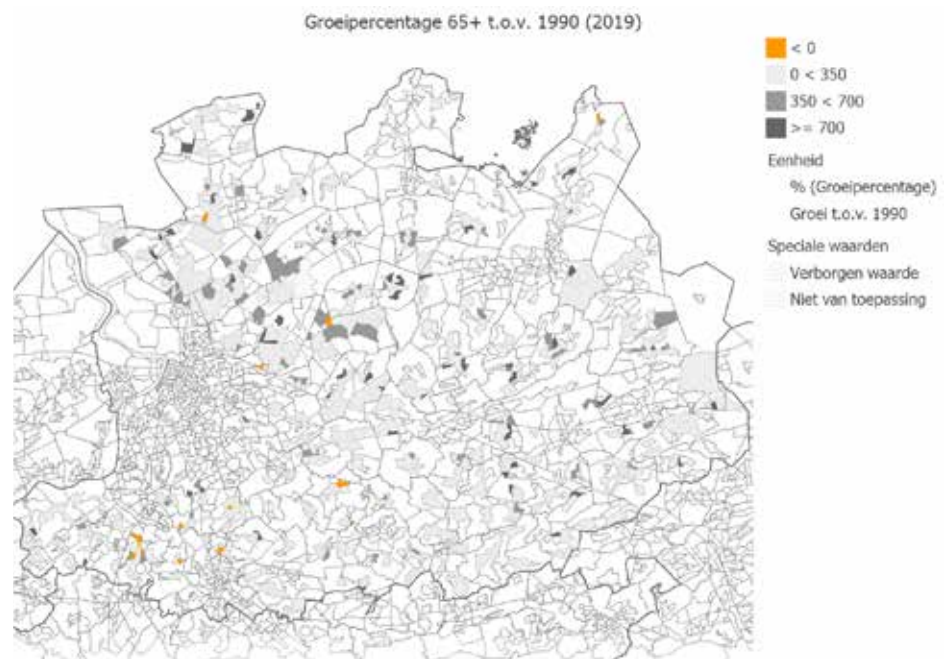 Groeipercentage 65+ t.o.v. 1990 (2019)
< 0
0 < 350
350 < 700
>= 700
Eenheid
% (Groeipercentage)
Groei t.o.v. 1990
Speciale waarden
Verborgen waarde
Niet van toepassing